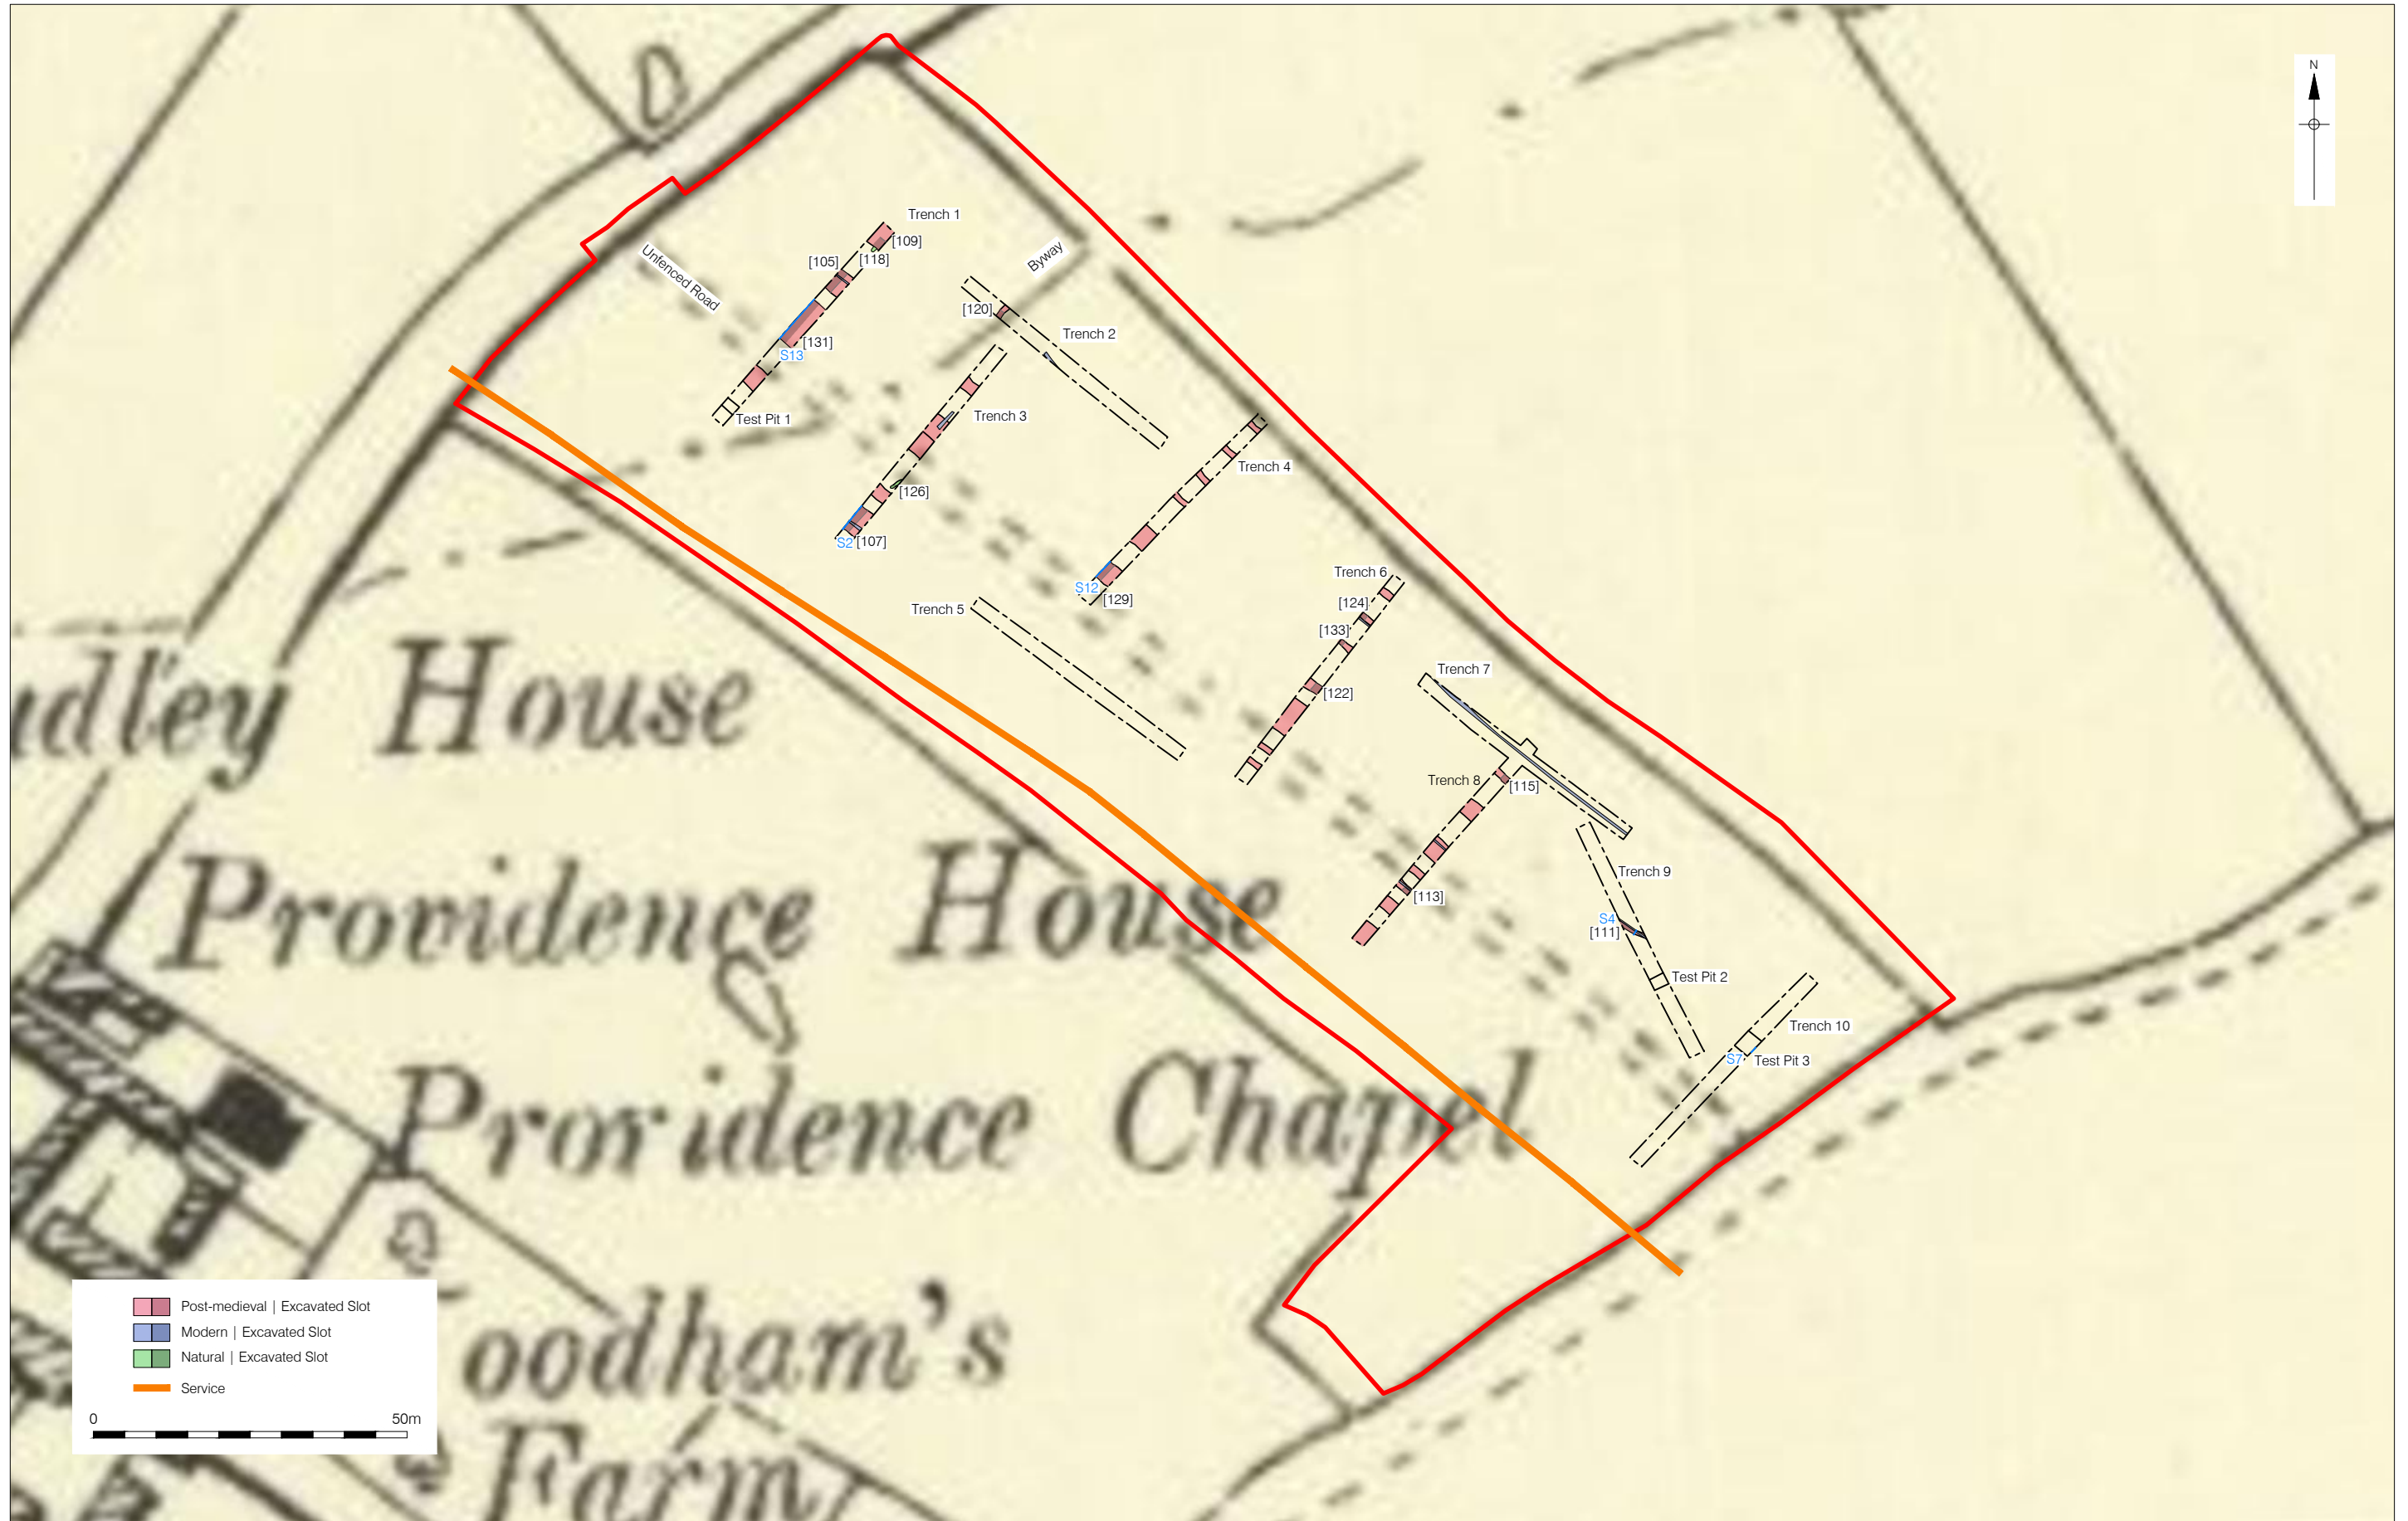 N
Trench 1
[109]
[118]
[105]
Unfenced Road
Byway
[120]
Trench 2
[131]
S13
Test Pit 1
Trench 3
[126]
S2 [107]
Trench 4
S12
[129]
Trench 5
Trench 6
[124]
[133]
[122]
Trench 7
Trench 8
[115]
[113]
Trench 9
S4
[111]
Test Pit 2
Trench 10
S7
Test Pit 3
udley House
Providence House
Providence Chapel
oodham's
Farm
Post-medieval | Excavated Slot
Modern | Excavated Slot
Natural | Excavated Slot
Service
0 50m